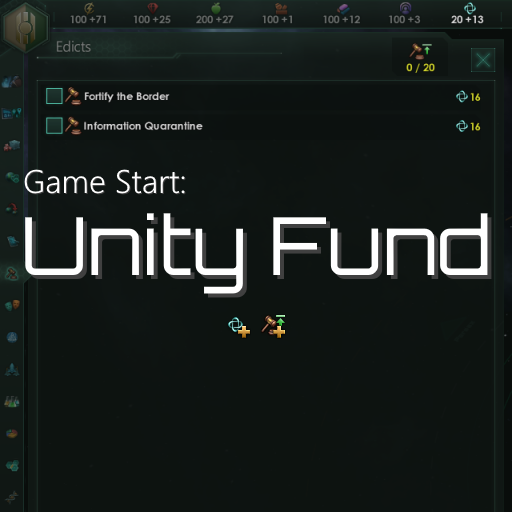 100 +71 100 +25 200 +27 100 +1 100 +12 100 +3 20 +13
Edicts
0 / 20
Fortify the Border 16
Information Quarantine 16
Game Start:
Unity Fund